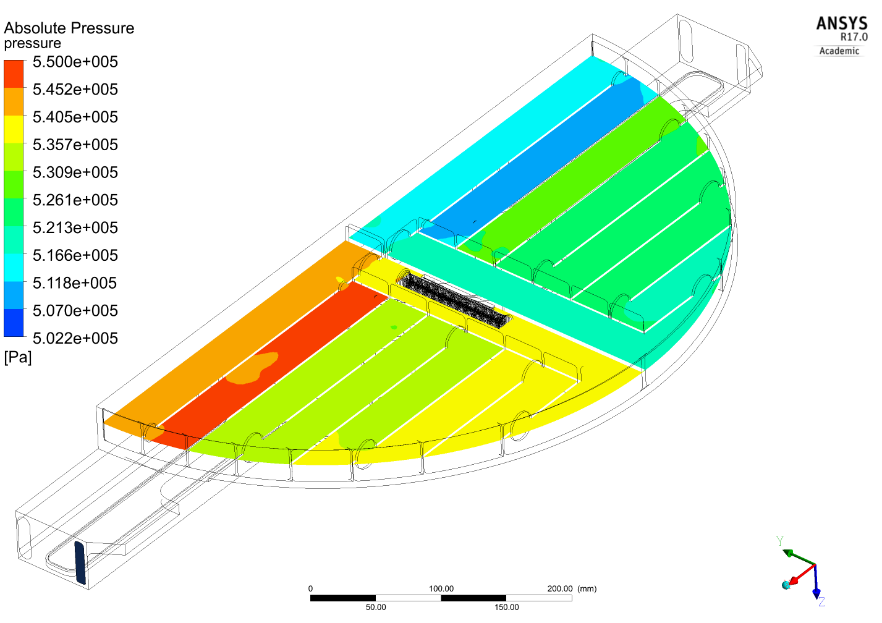 Absolute Pressure
pressure
5.500e+005
5.452e+005
5.405e+005
5.357e+005
5.309e+005
5.261e+005
5.213e+005
5.166e+005
5.118e+005
5.070e+005
5.022e+005
[Pa]
ANSYS
R17.0
Academic
0 100.00 200.00 (mm)
50.00 150.00
Y
Z